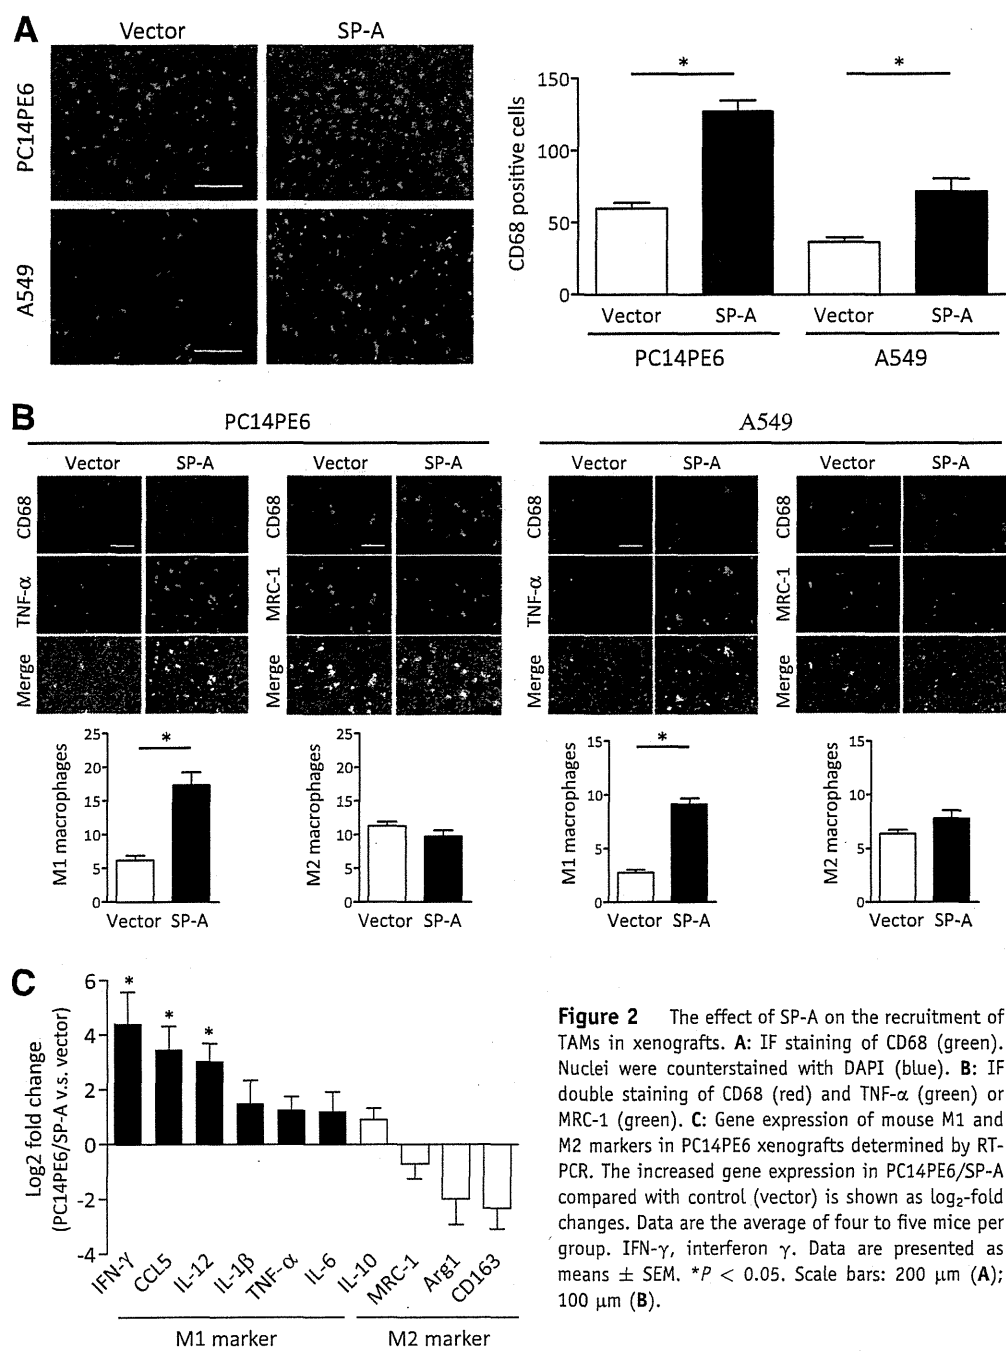 A
Vector
SP-A
PC14PE6
A549
CD68 positive cells
150
100
50
0
*
*
Vector
SP-A
Vector
SP-A
PC14PE6
A549
B
PC14PE6
A549
Vector
SP-A
Vector
SP-A
Vector
SP-A
Vector
SP-A
CD68
TNF-α
Merge
CD68
MRC-1
Merge
CD68
TNF-α
Merge
CD68
MRC-1
Merge
M1 macrophages
25
20
15
10
5
0
*
Vector SP-A
M2 macrophages
25
20
15
10
5
0
Vector SP-A
M1 macrophages
15
10
5
0
*
Vector SP-A
M2 macrophages
15
10
5
0
Vector SP-A
C
Log2 fold change
(PC14PE6/SP-A v.s. vector)
6
4
2
0
-2
-4
*
*
*
IFN-γ
CCL5
IL-12
IL-1β
TNF-α
IL-6
IL-10
MRC-1
Arg1
CD163
M1 marker
M2 marker
Figure 2 The effect of SP-A on the recruitment of
TAMs in xenografts. A: IF staining of CD68 (green).
Nuclei were counterstained with DAPI (blue). B: IF
double staining of CD68 (red) and TNF-α (green) or
MRC-1 (green). C: Gene expression of mouse M1 and
M2 markers in PC14PE6 xenografts determined by RT-
PCR. The increased gene expression in PC14PE6/SP-A
compared with control (vector) is shown as log₂-fold
changes. Data are the average of four to five mice per
group. IFN-γ, interferon γ. Data are presented as
means ± SEM. *P < 0.05. Scale bars: 200 μm (A);
100 μm (B).